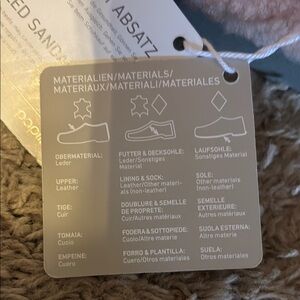 T ABSATZ
ED SAND
MATERIALIEN/MATERIALS/
MATERIAUX/MATERIALI/MATERIALES
OBERMATERIAL:
Leder
FUTTER & DECKSOHLE:
Leder/Sonstiges
Material
LAUFSOHLE:
Sonstiges Material
UPPER:
Leather
LINING & SOCK:
Leather/Other materi-
als (non-leather)
SOLE:
Other materials
(non-leather)
TIGE:
Cuir
DOUBLURE & SEMELLE
DE PROPRETE:
Cuir/Autres matériaux
SEMELLE
EXTERIEURE:
Autres matériaux
TOMAIA:
Cuoio
FODERA&SOTTOPIEDE:
Cuoio/Altre materie
SUOLA ESTERNA:
Altre materie
EMPEINE:
Cuero
FORRO & PLANTILLA:
Cuero/Otros materiales
SUELA:
Otros materiales